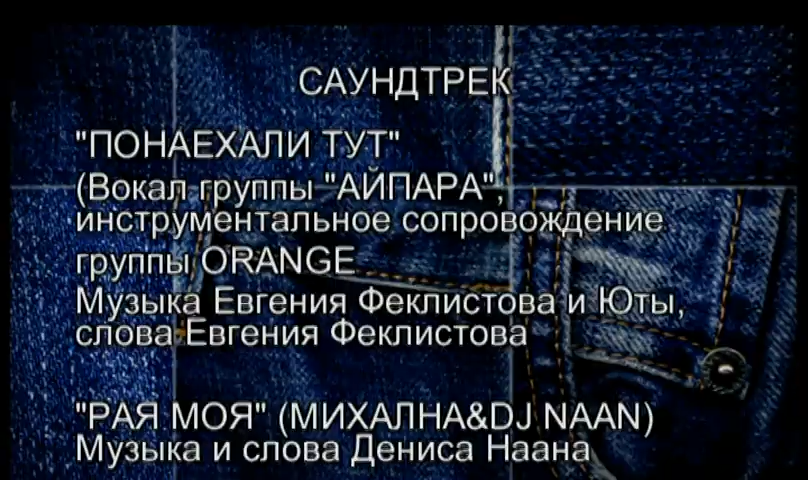 САУНДТРЕК
"ПОНАЕХАЛИ ТУТ"
(Вокал группы "АЙПАРА",
инструментальное сопровождение
группы ORANGE
Музыка Евгения Феклистова и Юты,
слова Евгения Феклистова
"РАЯ МОЯ" (МИХАЛНА&DJ NAAN)
Музыка и слова Дениса Наана